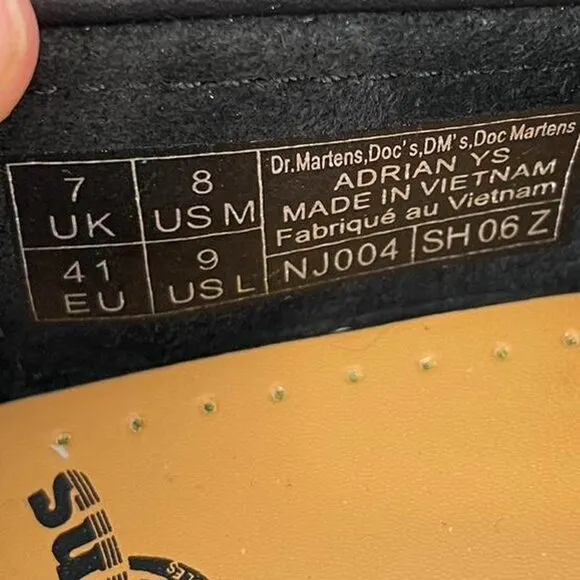 7 UK
8 US M
41 EU
9 US L
Dr.Martens,Doc's,DM's,Doc Martens
ADRIAN YS
MADE IN VIETNAM
Fabriqué au Vietnam
NJ004 SH 06 Z